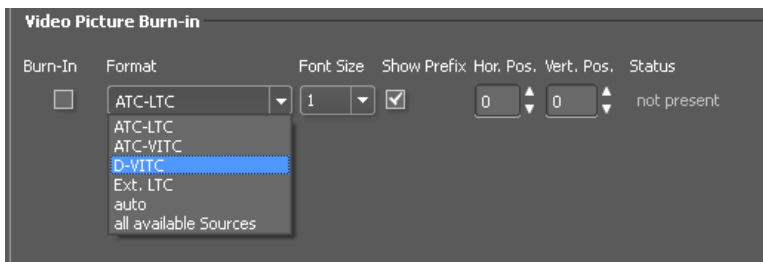 Video Picture Burn-in
Burn-In Format Font Size Show Prefix Hor. Pos. Vert. Pos. Status
ATC-LTC 1 0 0 not present
ATC-LTC
ATC-VITC
D-VITC
Ext. LTC
auto
all available Sources